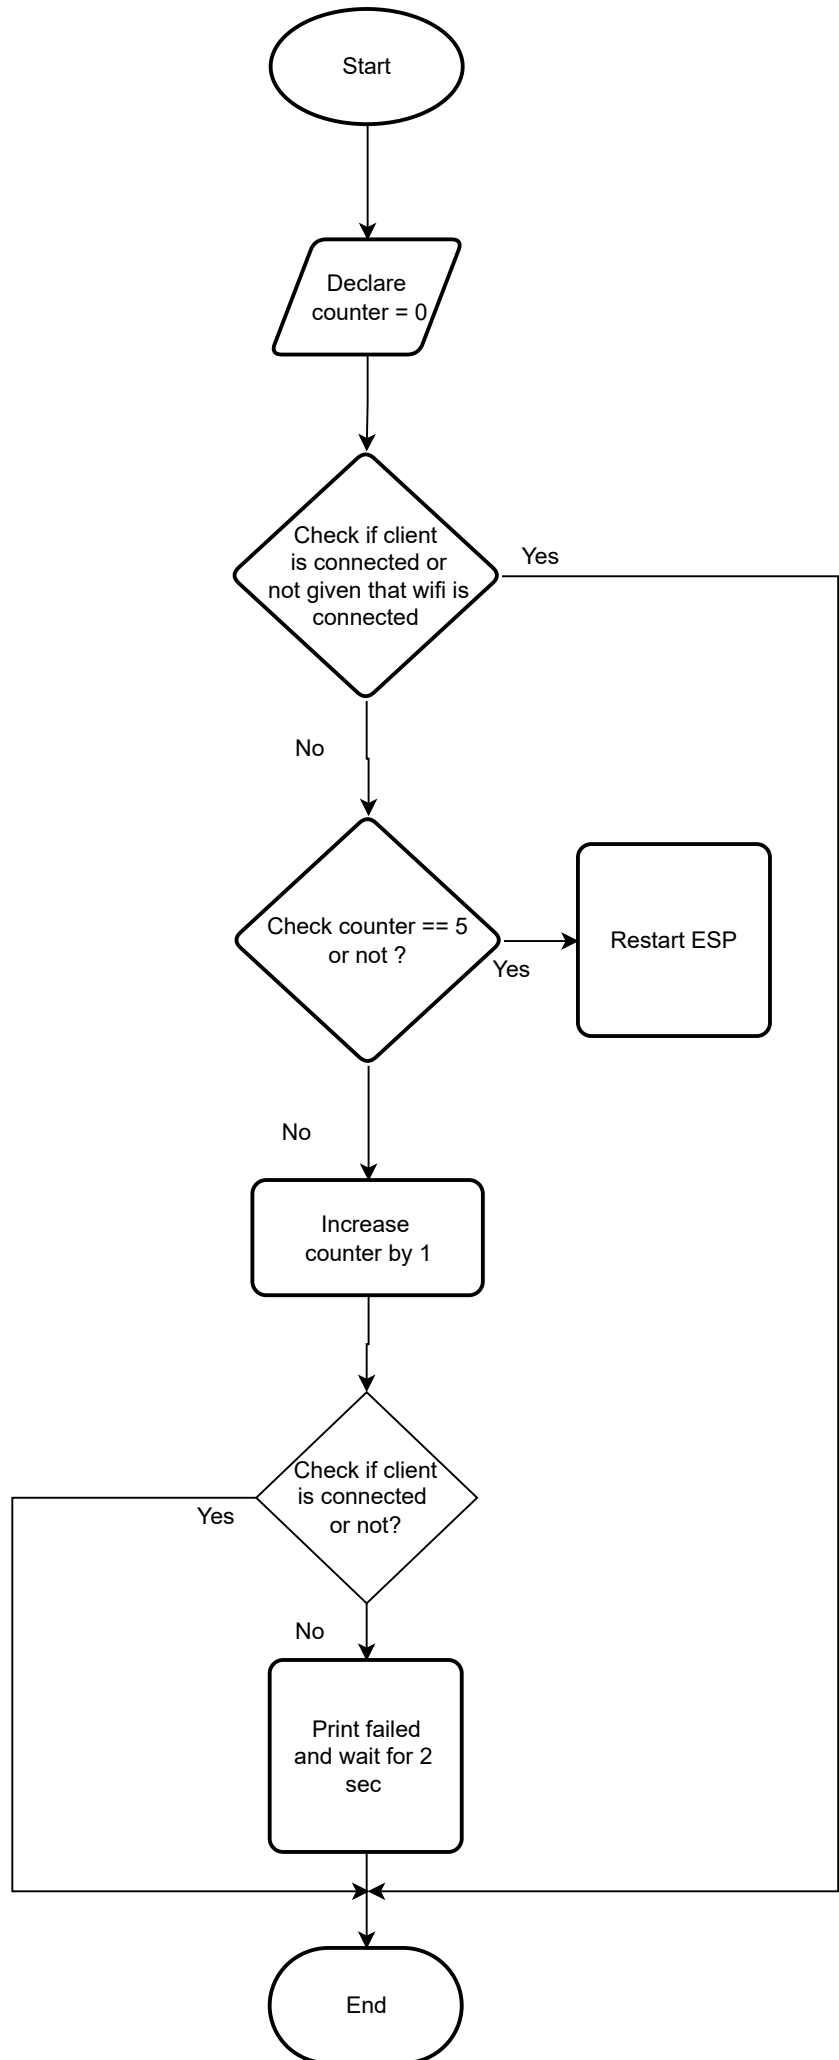 Start
Declare
counter = 0
Check if client
is connected or
not given that wifi is
connected
Yes
No
Check counter == 5
or not ?
Yes
Restart ESP
No
Increase
counter by 1
Check if client
is connected
or not?
Yes
No
Print failed
and wait for 2
sec
End